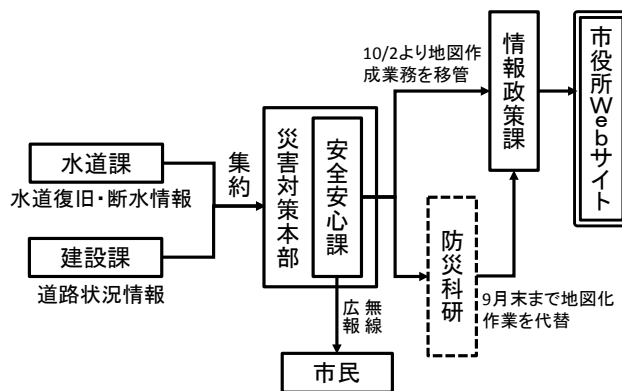 10/2より地図作
成業務を移管
情報政策課
市役所Webサイト
災害対策本部
安全安心課
集約
水道課
水道復旧・断水情報
建設課
道路状況情報
防災科研
9月末まで地図化
作業を代替
無線
広報
市民